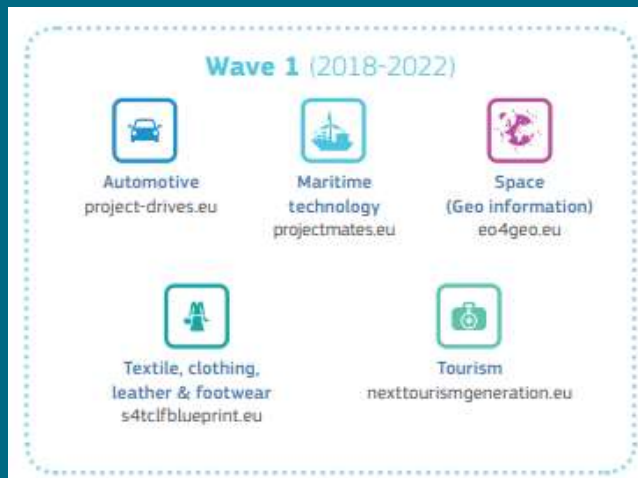 Wave 1 (2018-2022)
Automotive
project-drives.eu
Maritime
technology
projectmates.eu
Space
(Geo information)
eo4geo.eu
Textile, clothing,
leather & footwear
s4tclfblueprint.eu
Tourism
nexttourismgeneration.eu